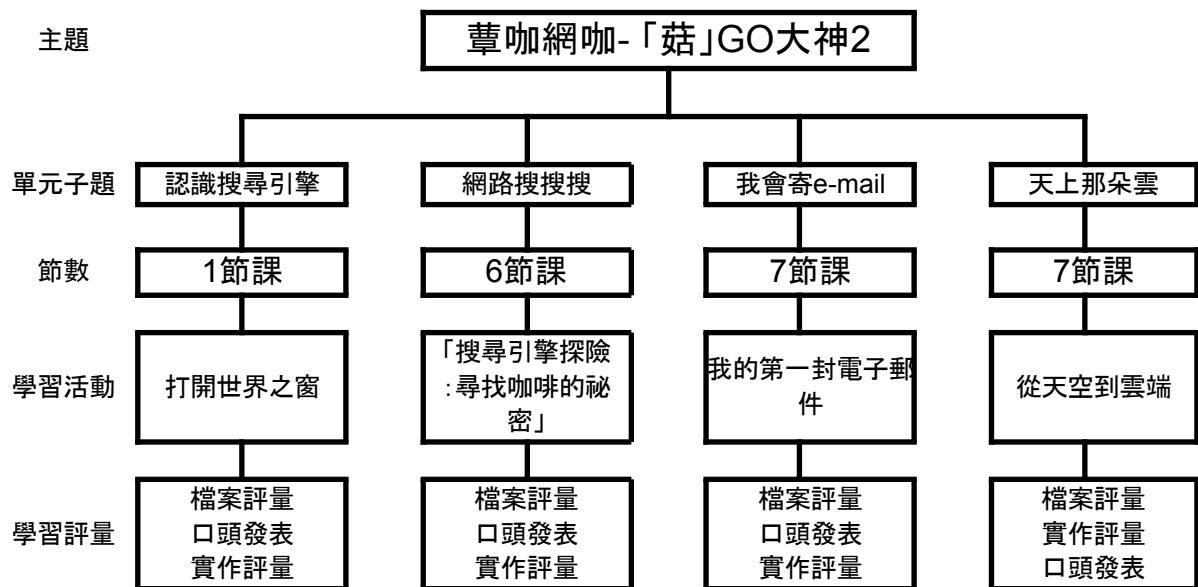 主題
蕈咖網咖-「菇」GO大神2
單元子題
認識搜尋引擎
網路搜搜搜
我會寄e-mail
天上那朵雲
節數
1節課
6節課
7節課
7節課
學習活動
打開世界之窗
「搜尋引擎探險
:尋找咖啡的祕
密」
我的第一封電子郵
件
從天空到雲端
學習評量
檔案評量
口頭發表
實作評量
檔案評量
口頭發表
實作評量
檔案評量
口頭發表
實作評量
檔案評量
實作評量
口頭發表